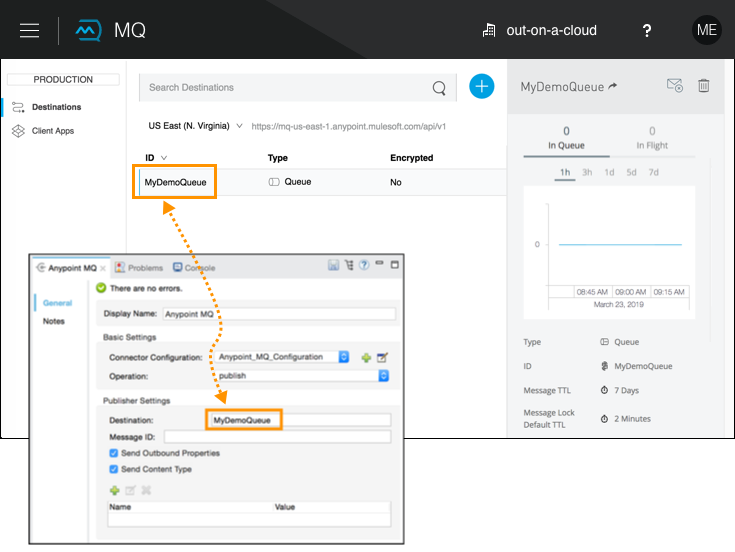 MQ
out-on-a-cloud
?
ME
PRODUCTION
Destinations
Client Apps
Search Destinations
US East (N. Virginia)
https://mq-us-east-1.anypoint.mulesoft.com/api/v1
ID
Type
Encrypted
MyDemoQueue
Queue
No
MyDemoQueue
0
In Queue
0
In Flight
1h 3h 1d 5d 7d
0
08:45 AM 09:00 AM 09:15 AM
March 23, 2019
Type
Queue
ID
MyDemoQueue
Message TTL
7 Days
Message Lock
Default TTL
2 Minutes
Anypoint MQ
Problems
Console
There are no errors.
General
Notes
Display Name: Anypoint MQ
Basic Settings
Connector Configuration: Anypoint_MQ_Configuration
Operation: publish
Publisher Settings
Destination: MyDemoQueue
Message ID:
Send Outbound Properties
Send Content Type
Name
Value